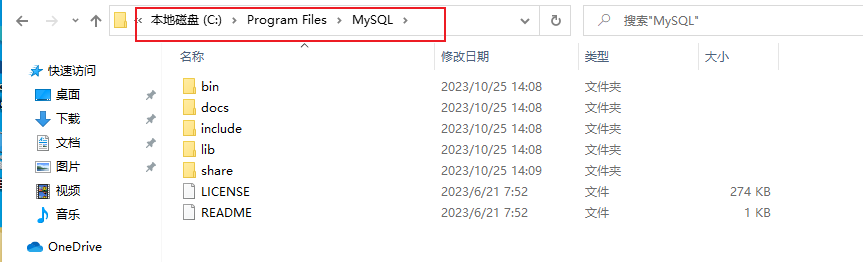 « 本地磁盘 (C:) > Program Files > MySQL >
搜索"MySQL"
名称 修改日期 类型 大小
快速访问
桌面
下载
文档
图片
视频
音乐
OneDrive
bin 2023/10/25 14:08 文件夹
docs 2023/10/25 14:08 文件夹
include 2023/10/25 14:08 文件夹
lib 2023/10/25 14:08 文件夹
share 2023/10/25 14:09 文件夹
LICENSE 2023/6/21 7:52 文件 274 KB
README 2023/6/21 7:52 文件 1 KB